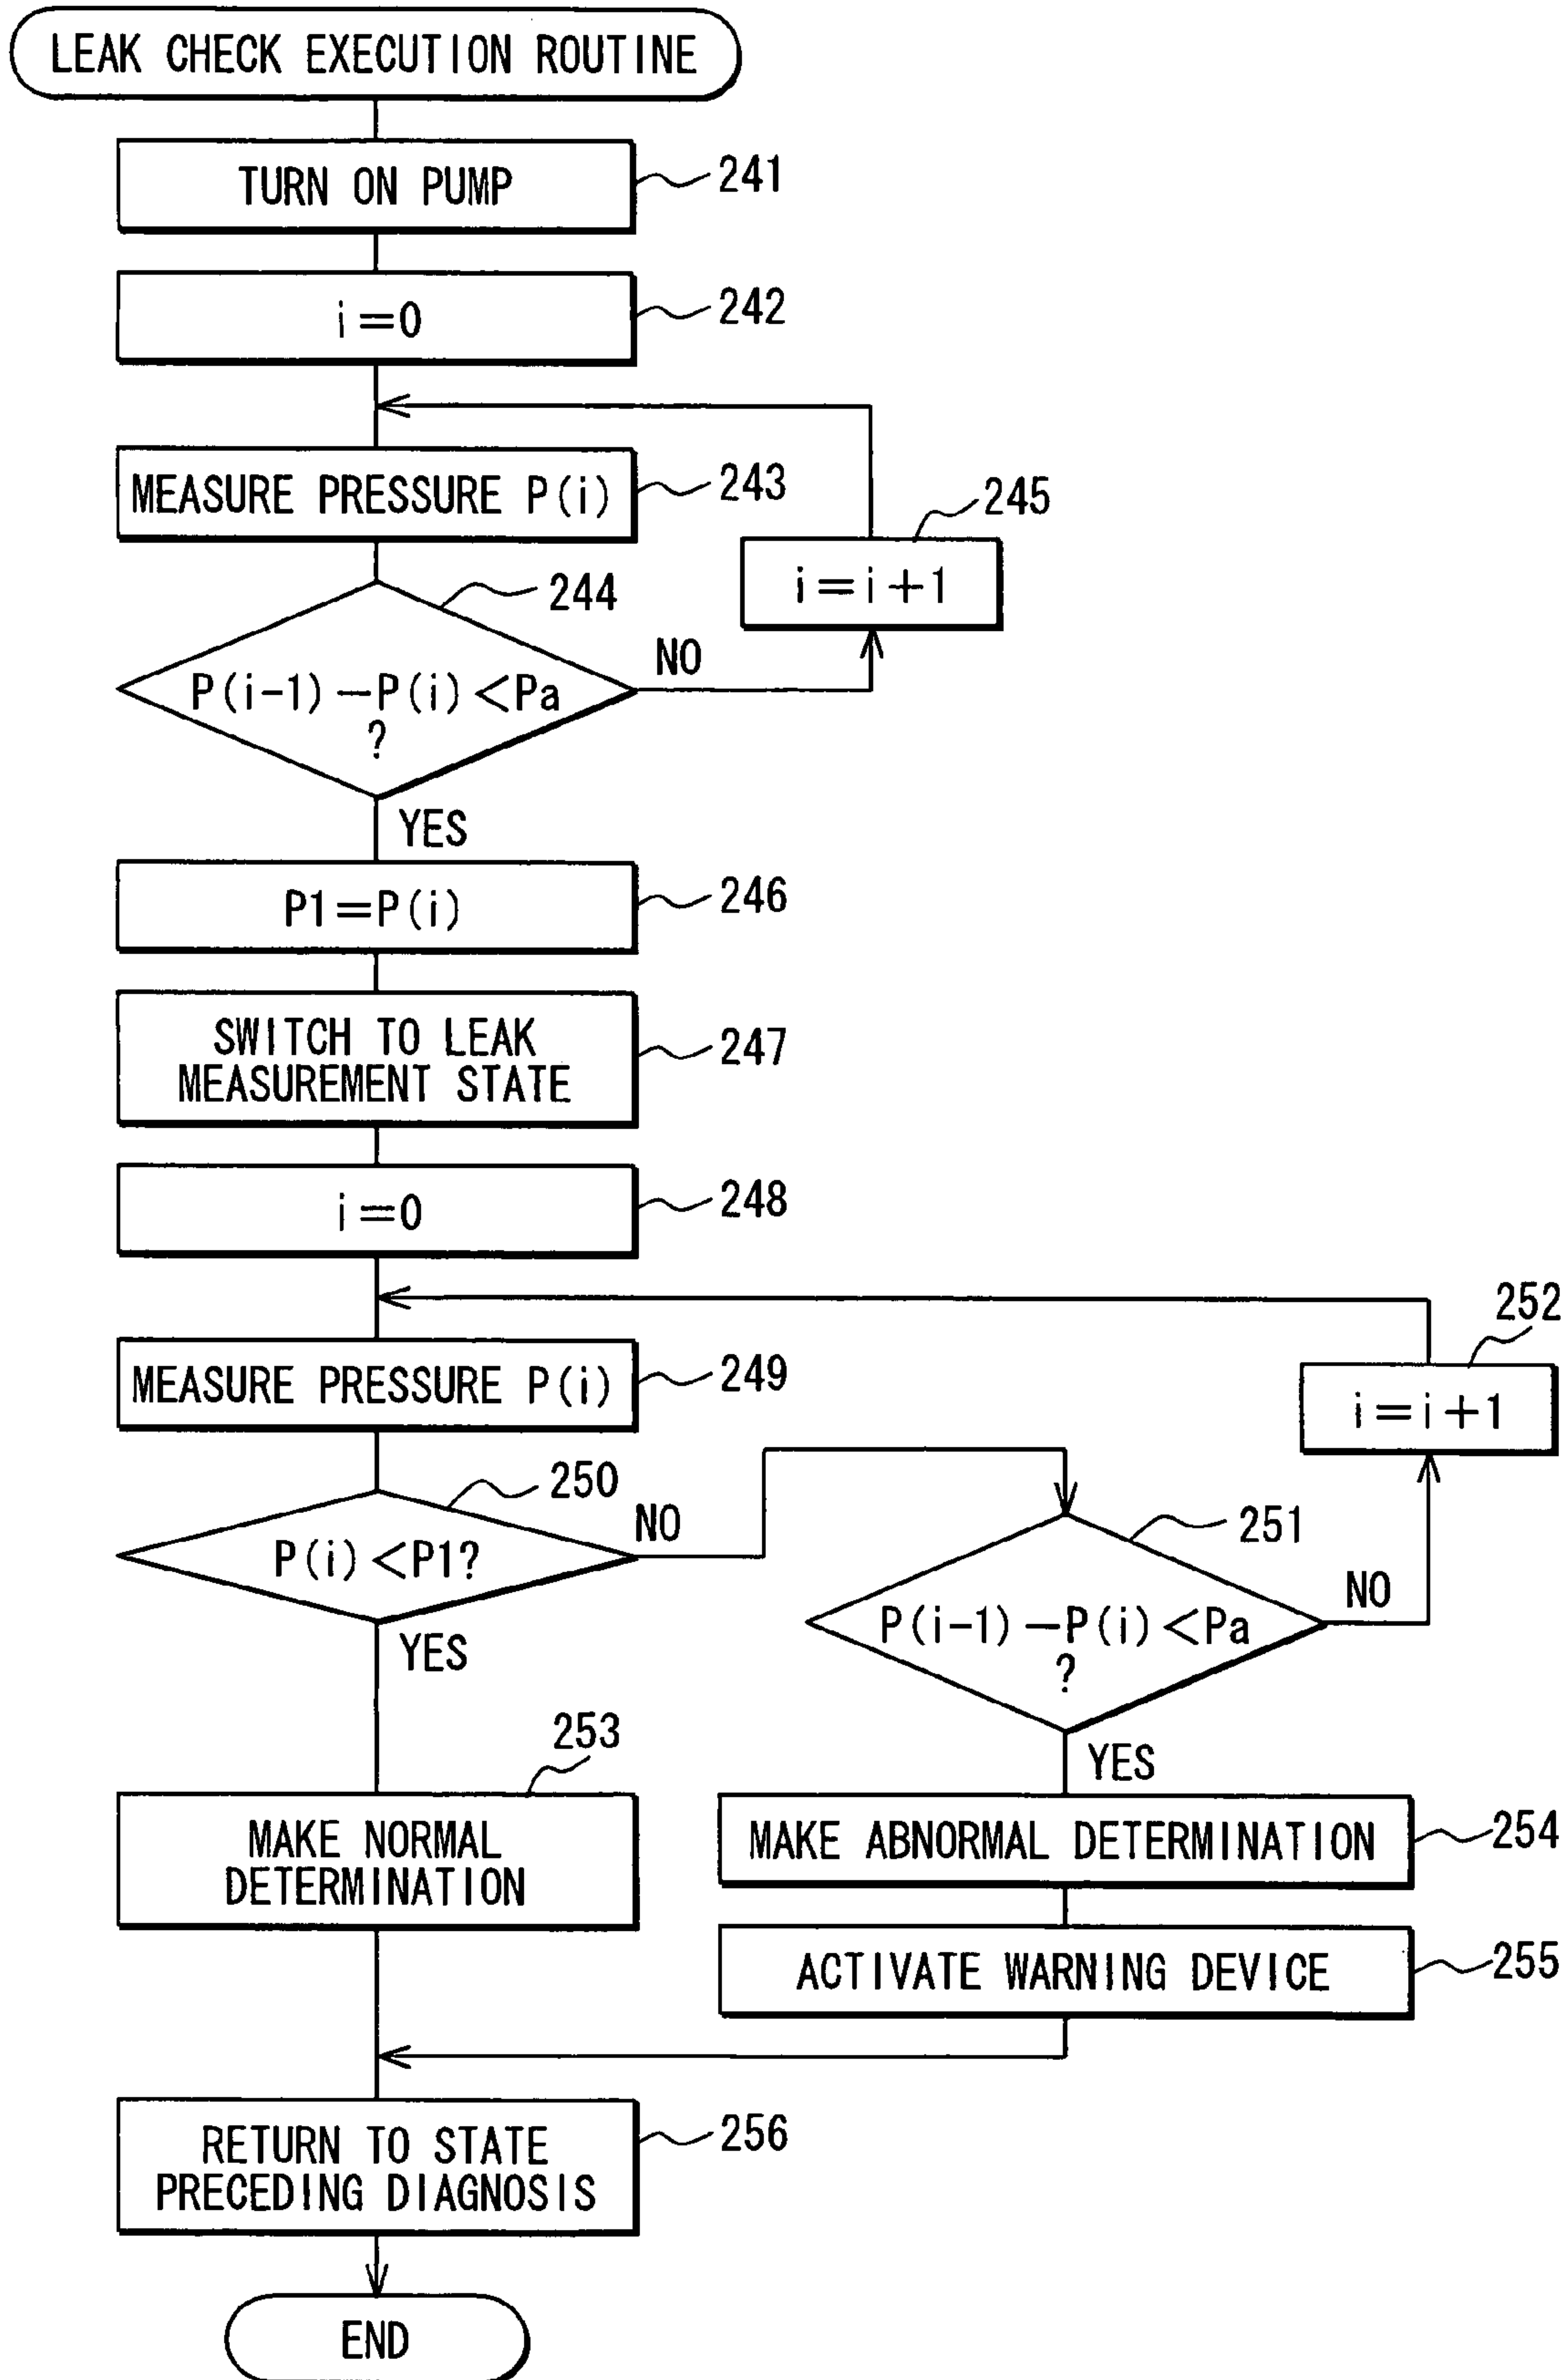 LEAK CHECK EXECUTION ROUTINE
TURN ON PUMP
241
i=0
242
MEASURE PRESSURE P(i)
243
245
i=i+1
244
P(i-1)-P(i)<Pa
?
NO
YES
P1=P(i)
246
SWITCH TO LEAK
MEASUREMENT STATE
247
i=0
248
252
i=i+1
MEASURE PRESSURE P(i)
249
250
P(i)<P1?
NO
YES
251
P(i-1)-P(i)<Pa
?
NO
YES
253
MAKE NORMAL
DETERMINATION
MAKE ABNORMAL DETERMINATION
254
ACTIVATE WARNING DEVICE
255
RETURN TO STATE
PRECEDING DIAGNOSIS
256
END